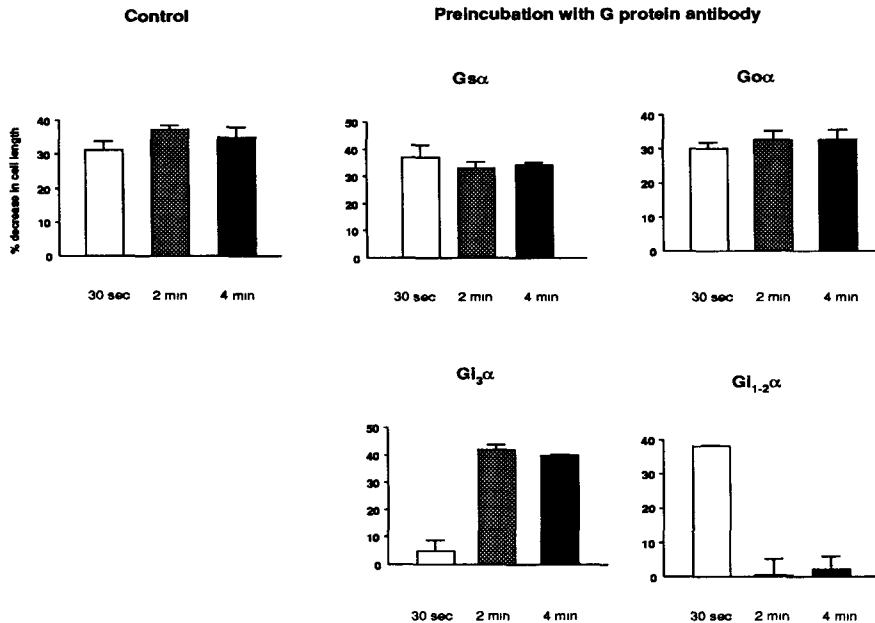 Control
Preincubation with G protein antibody
Gsα
Goα
% decrease in cell length
40
30
20
10
0
30 sec 2 min 4 min
50
40
30
20
10
0
30 sec 2 min 4 min
40
30
20
10
0
30 sec 2 min 4 min
Gi₃α
Gi₁₋₂α
50
40
30
20
10
0
30 sec 2 min 4 min
40
30
20
10
0
30 sec 2 min 4 min